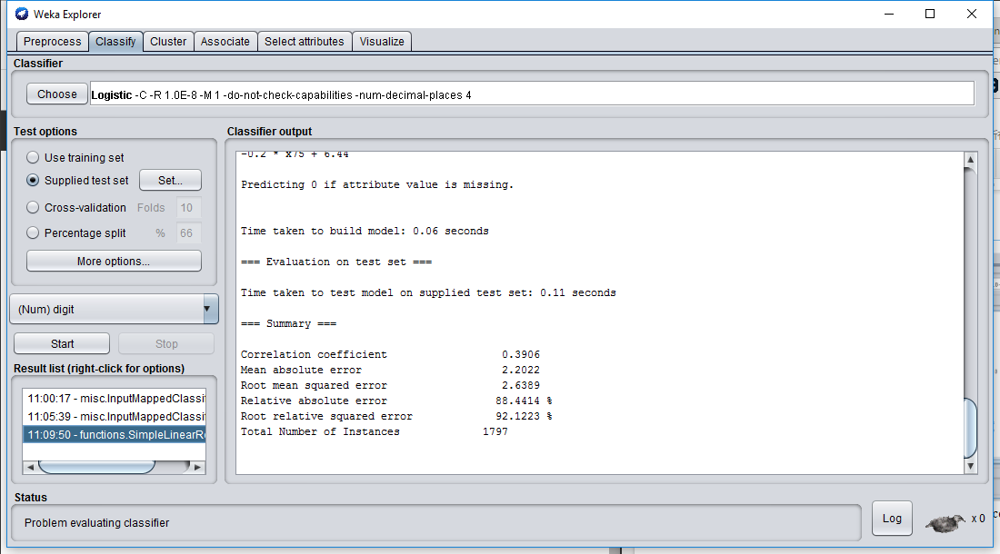 Weka Explorer
Preprocess Classify Cluster Associate Select attributes Visualize
Classifier
Choose Logistic -C -R 1.0E-8 -M 1 -do-not-check-capabilities -num-decimal-places 4
Test options
Use training set
Supplied test set Set...
Cross-validation Folds 10
Percentage split % 66
More options...
(Num) digit
Start Stop
Result list (right-click for options)
11:00:17 - misc.InputMappedClassi
11:05:39 - misc.InputMappedClassi
11:09:50 - functions.SimpleLinearR
Classifier output
-0.2 * x75 + 6.44
Predicting 0 if attribute value is missing.
Time taken to build model: 0.06 seconds
=== Evaluation on test set ===
Time taken to test model on supplied test set: 0.11 seconds
=== Summary ===
Correlation coefficient 0.3906
Mean absolute error 2.2022
Root mean squared error 2.6389
Relative absolute error 88.4414 %
Root relative squared error 92.1223 %
Total Number of Instances 1797
Status
Problem evaluating classifier
Log x 0